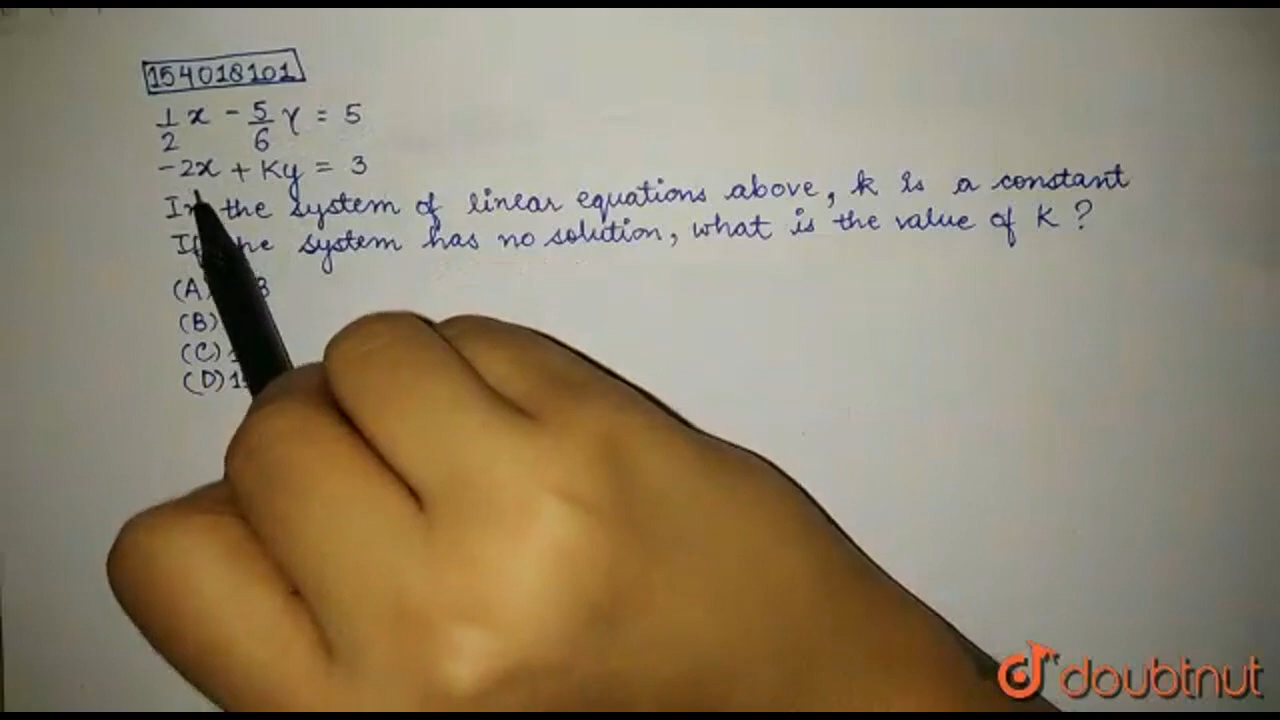 154018101
1/2 x - 5/6 y = 5
-2x + Ky = 3
the system of linear equations above, k is a constant
system has no solution, what is the value of K ?
(A)
(B)
(C)
(D)
doubtnut